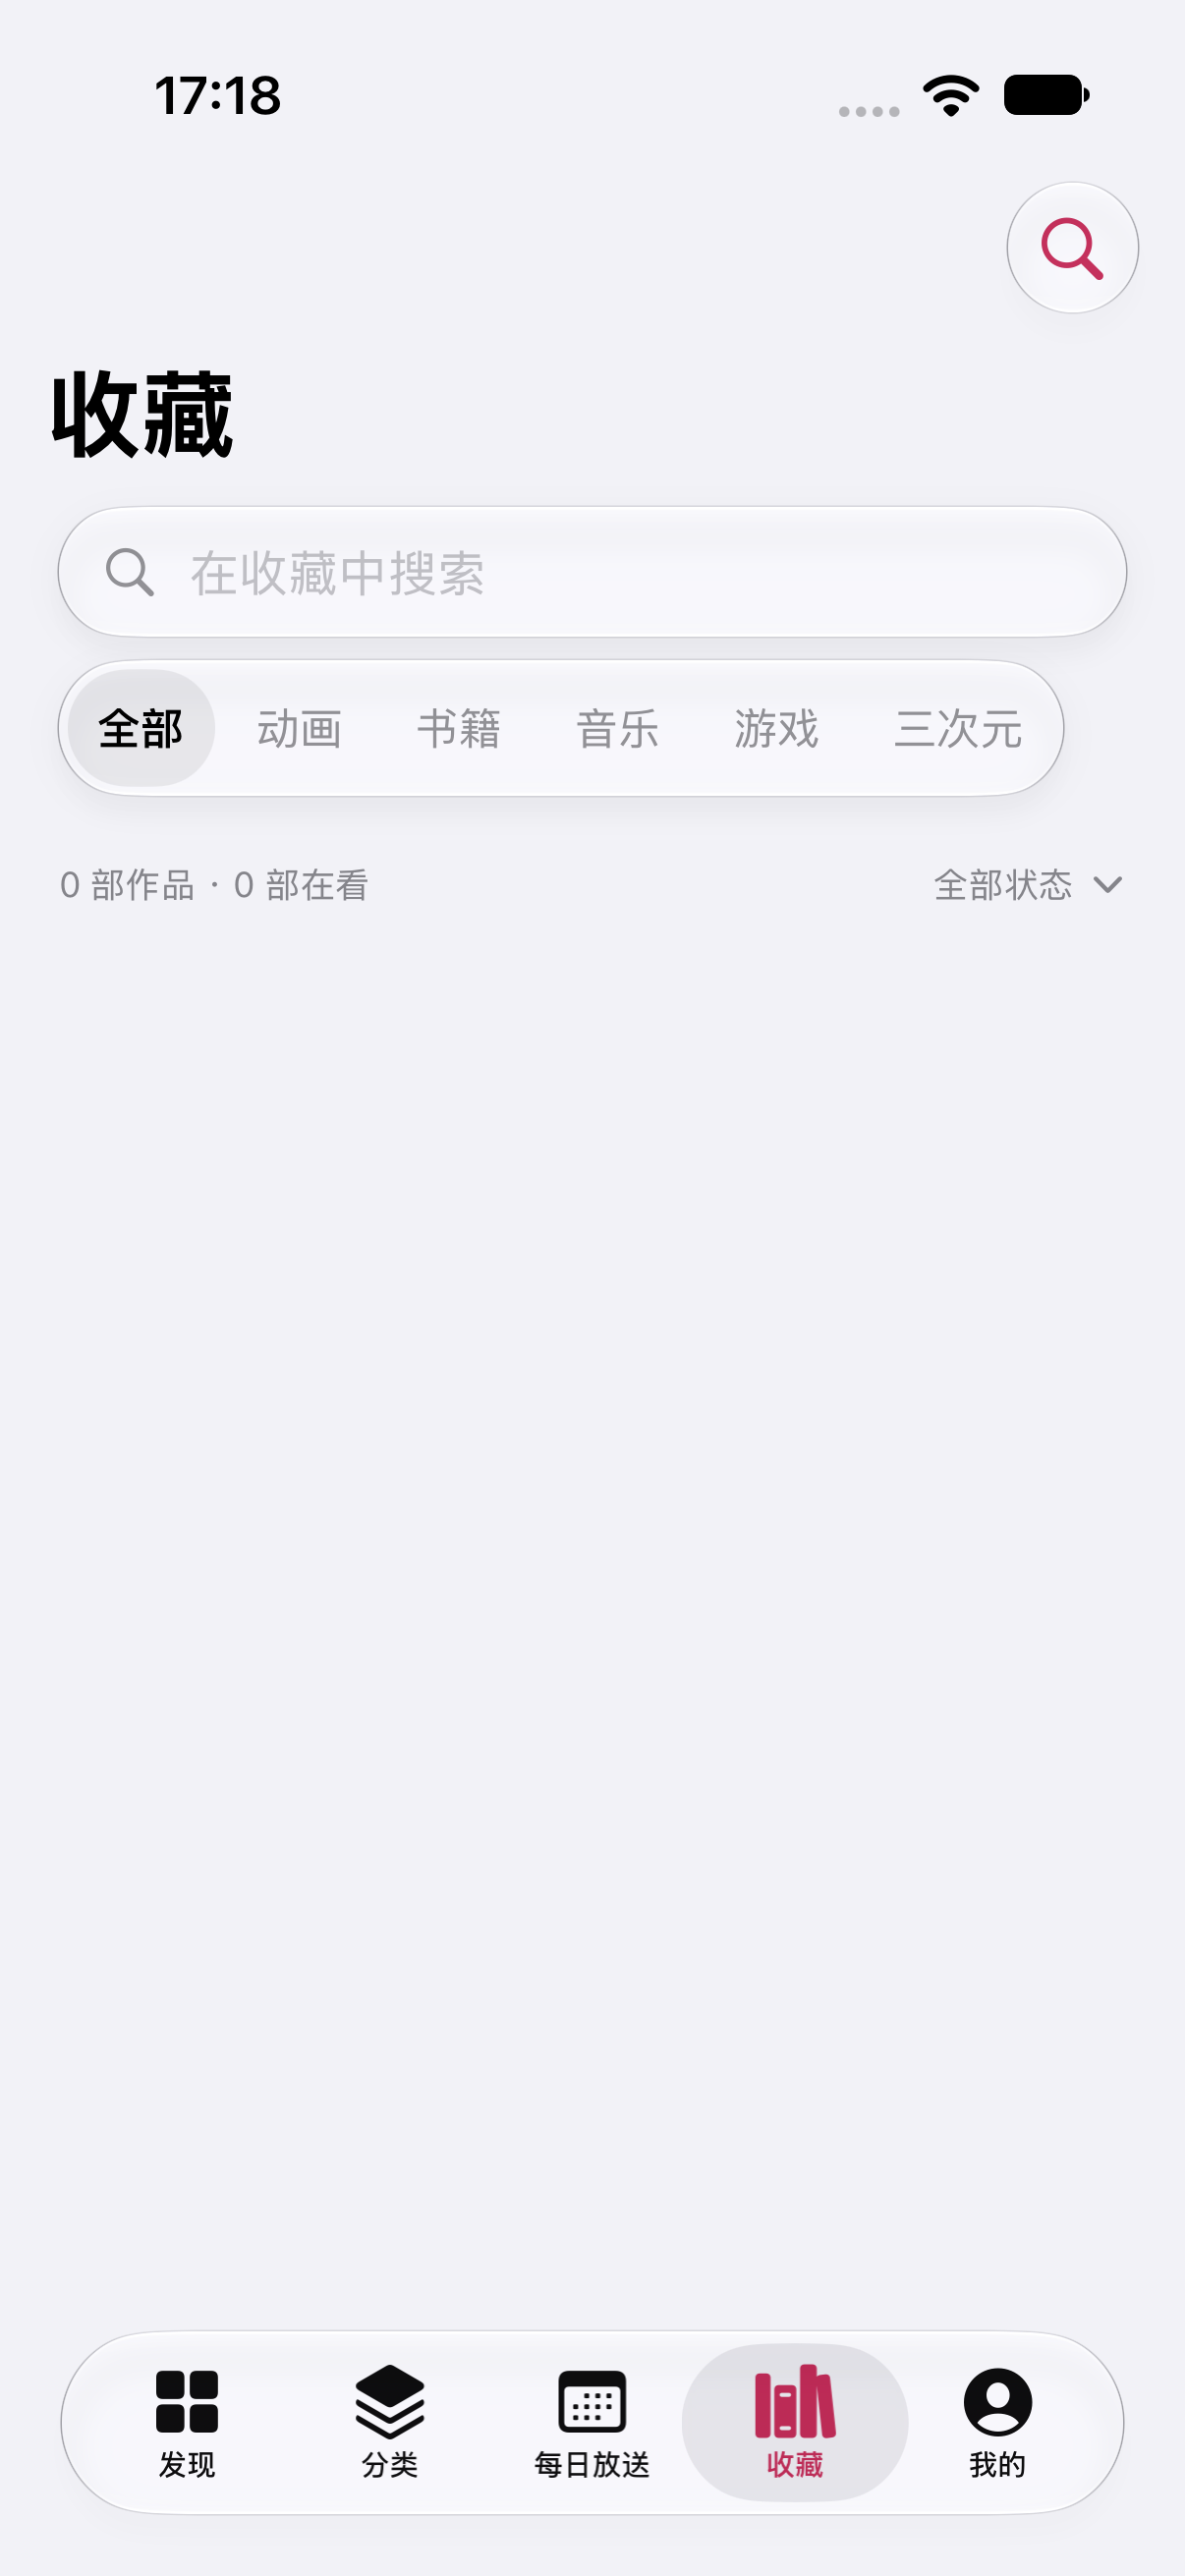 17:18
收藏
在收藏中搜索
全部 动画 书籍 音乐 游戏 三次元
0 部作品 · 0 部在看 全部状态
发现 分类 每日放送 收藏 我的